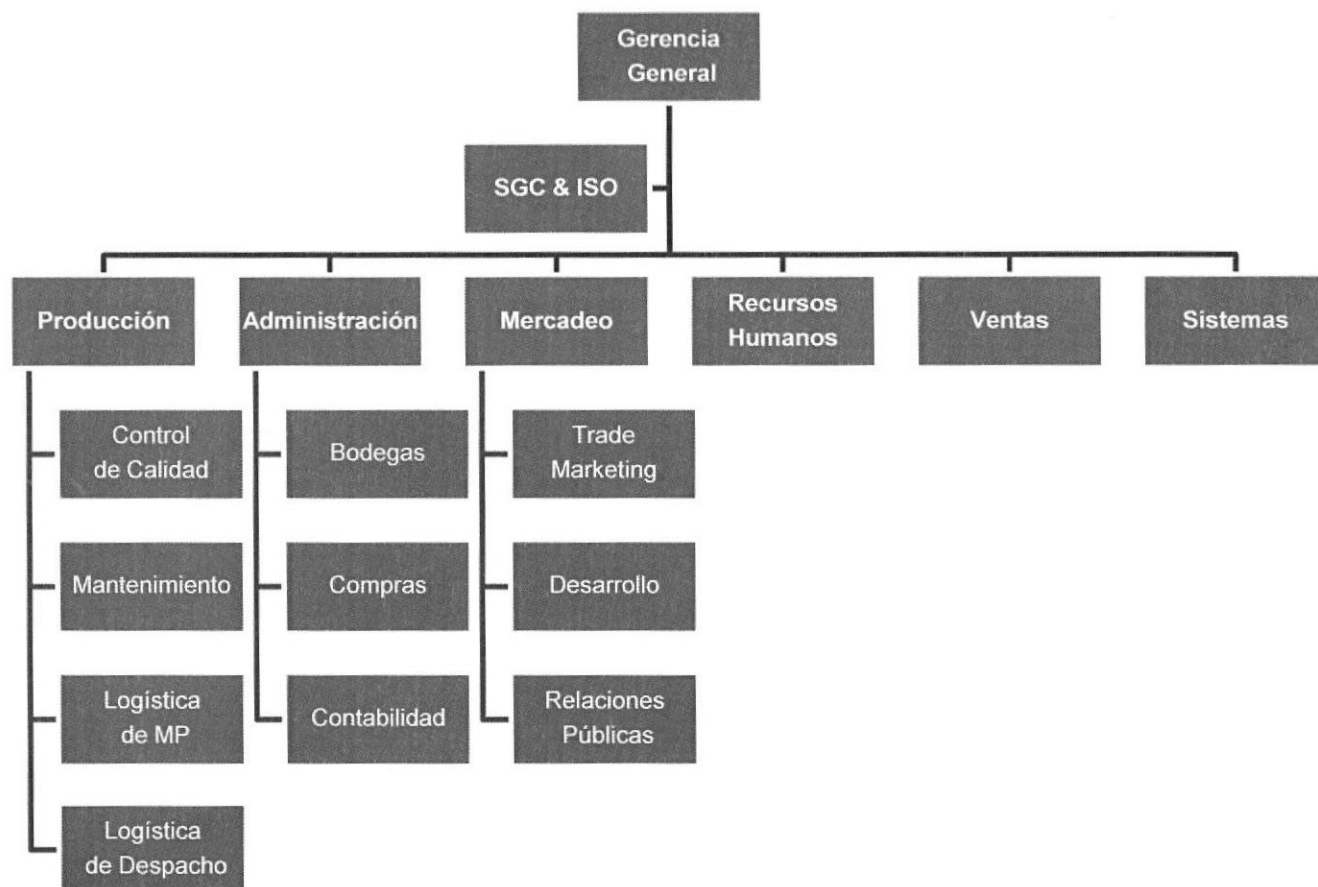 Gerencia
General
SGC & ISO
Producción
Administración
Mercadeo
Recursos
Humanos
Ventas
Sistemas
Control
de Calidad
Mantenimiento
Logística
de MP
Logística
de Despacho
Bodegas
Compras
Contabilidad
Trade
Marketing
Desarrollo
Relaciones
Públicas